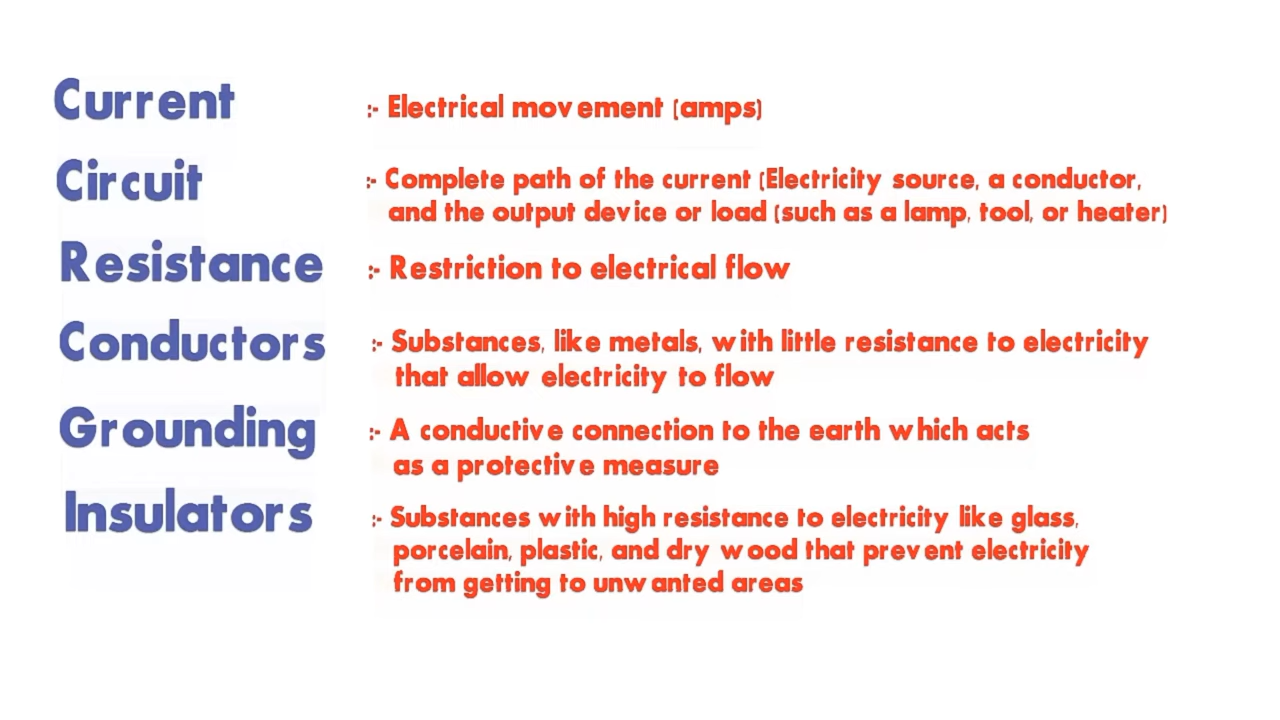 Current :- Electrical movement (amps)
Circuit :- Complete path of the current (Electricity source, a conductor,
and the output device or load (such as a lamp, tool, or heater)
Resistance :- Restriction to electrical flow
Conductors :- Substances, like metals, with little resistance to electricity
that allow electricity to flow
Grounding :- A conductive connection to the earth which acts
as a protective measure
Insulators :- Substances with high resistance to electricity like glass,
porcelain, plastic, and dry wood that prevent electricity
from getting to unwanted areas